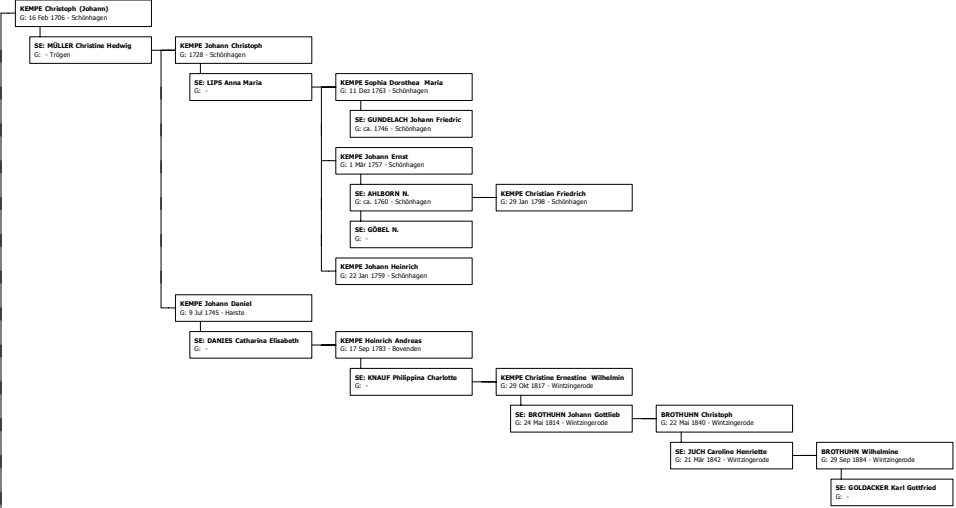 KEMPE Christoph (Johann)
G: 16 Feb 1706 - Schönhagen
SE: MÜLLER Christine Hedwig
G: - Trögen
KEMPE Johann Christoph
G: 1728 - Schönhagen
SE: LIPS Anna Maria
G: -
KEMPE Sophia Dorothea Maria
G: 11 Dez 1763 - Schönhagen
SE: GUNDELACH Johann Friedric
G: ca. 1746 - Schönhagen
KEMPE Johann Ernst
G: 1 Mär 1757 - Schönhagen
SE: AHLBORN N.
G: ca. 1760 - Schönhagen
KEMPE Christian Friedrich
G: 29 Jan 1798 - Schönhagen
SE: GÖBEL N.
G: -
KEMPE Johann Heinrich
G: 22 Jan 1759 - Schönhagen
KEMPE Johann Daniel
G: 9 Jul 1745 - Harste
SE: DANIES Catharina Elisabeth
G: -
KEMPE Heinrich Andreas
G: 17 Sep 1783 - Bovenden
SE: KNAUF Philippina Charlotte
G: -
KEMPE Christine Ernestine Wilhelmin
G: 29 Okt 1817 - Wintzingerode
SE: BROTHUHN Johann Gottlieb
G: 24 Mai 1814 - Wintzingerode
BROTHUHN Christoph
G: 22 Mai 1840 - Wintzingerode
SE: JUCH Caroline Henriette
G: 21 Mär 1842 - Wintzingerode
BROTHUHN Wilhelmine
G: 29 Sep 1884 - Wintzingerode
SE: GOLDACKER Karl Gottfried
G: -